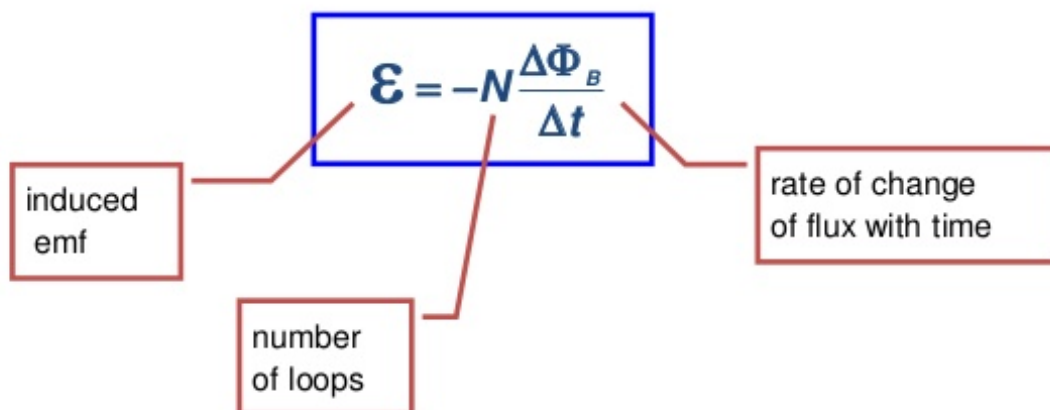 ε = −N ΔΦ_B / Δt
induced
emf
rate of change
of flux with time
number
of loops